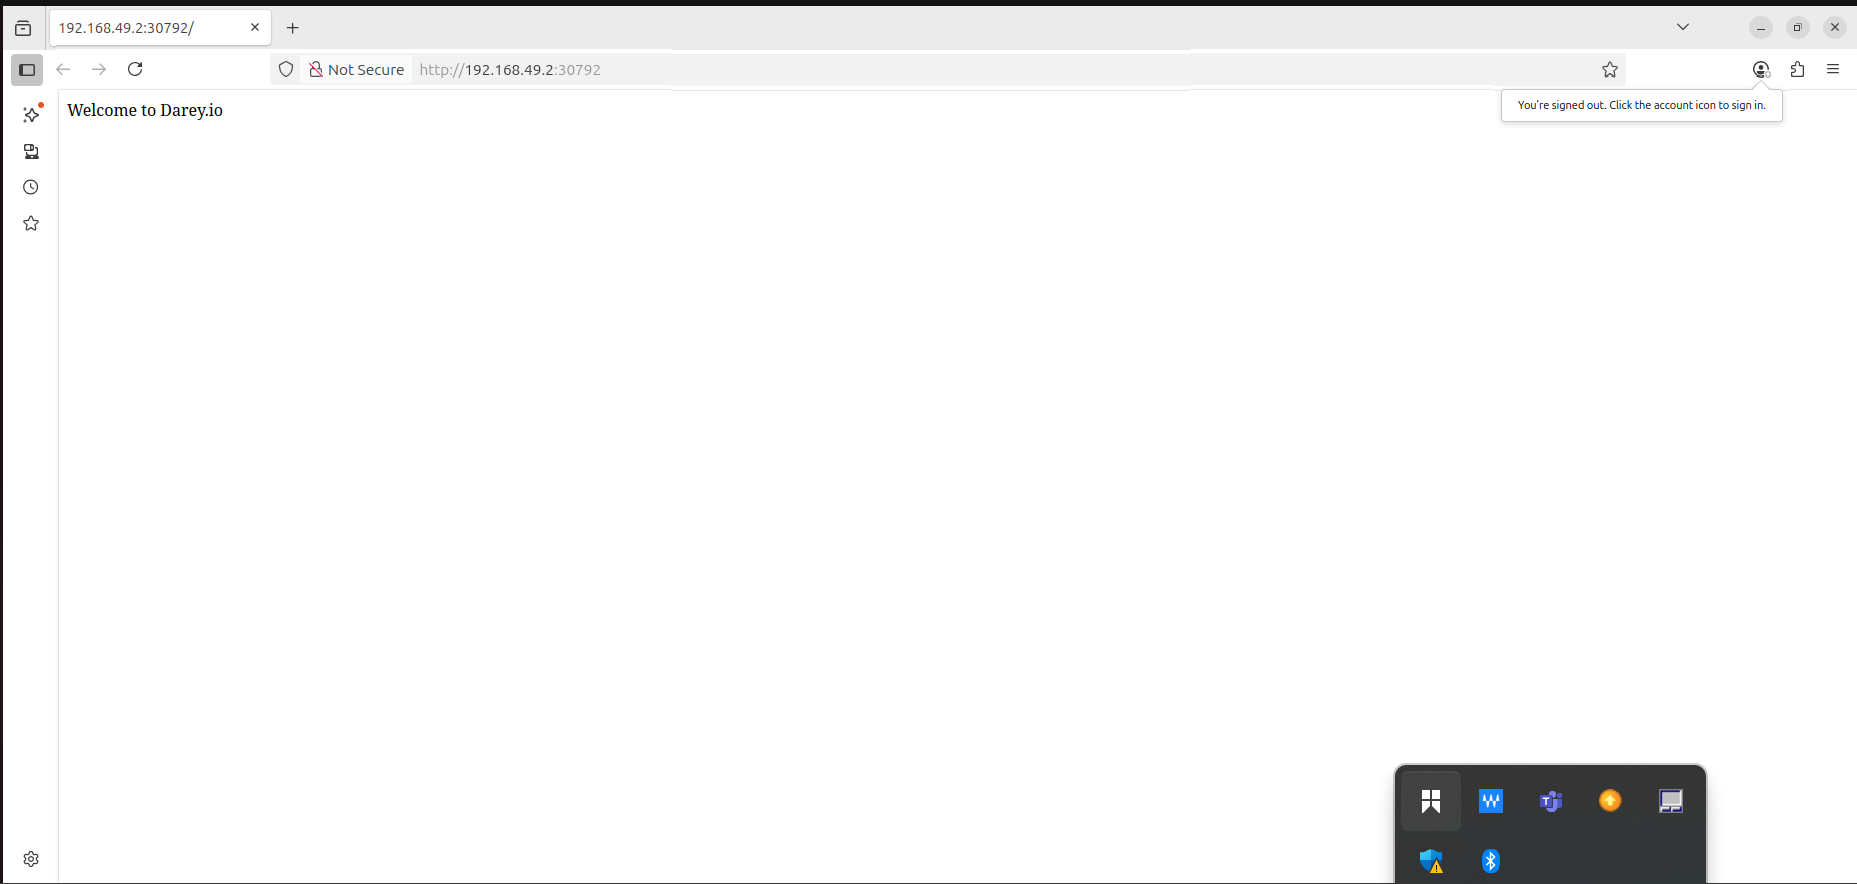 192.168.49.2:30792/
Not Secure
http://192.168.49.2:30792
You're signed out. Click the account icon to sign in.
Welcome to Darey.io